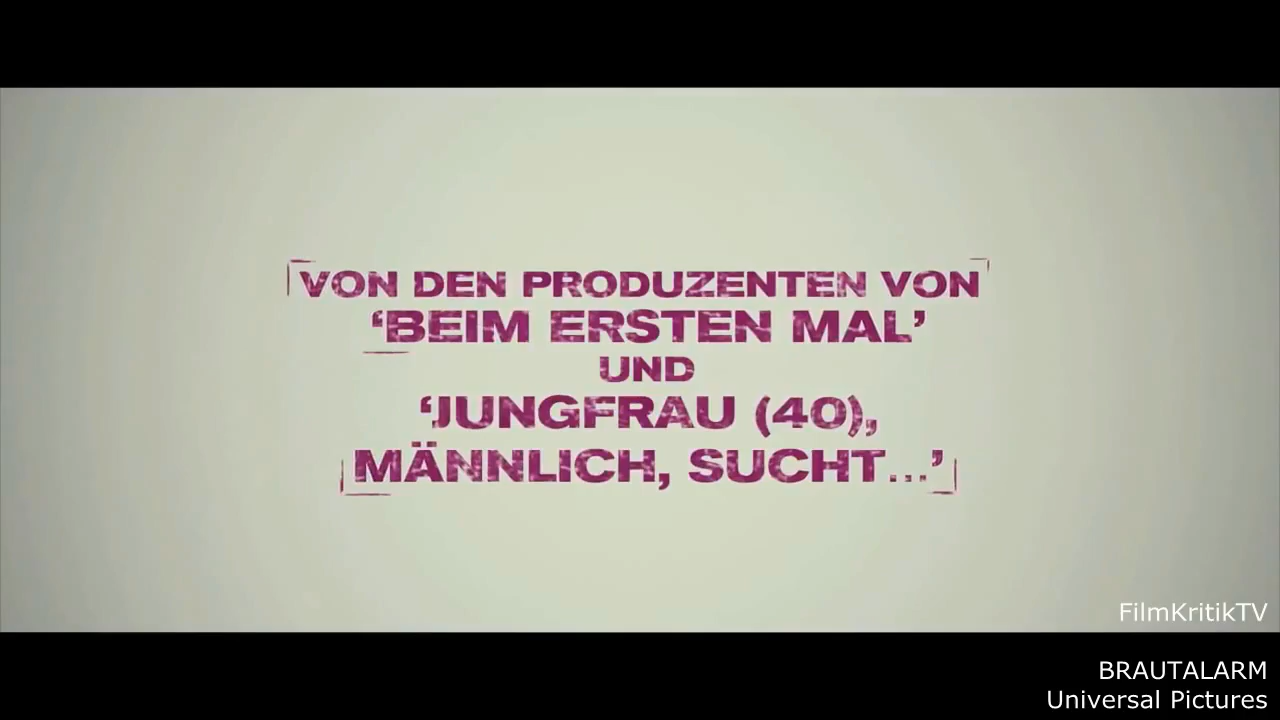 VON DEN PRODUZENTEN VON
‘BEIM ERSTEN MAL’
UND
‘JUNGFRAU (40),
MÄNNLICH, SUCHT...’
FilmKritikTV
BRAUTALARM
Universal Pictures